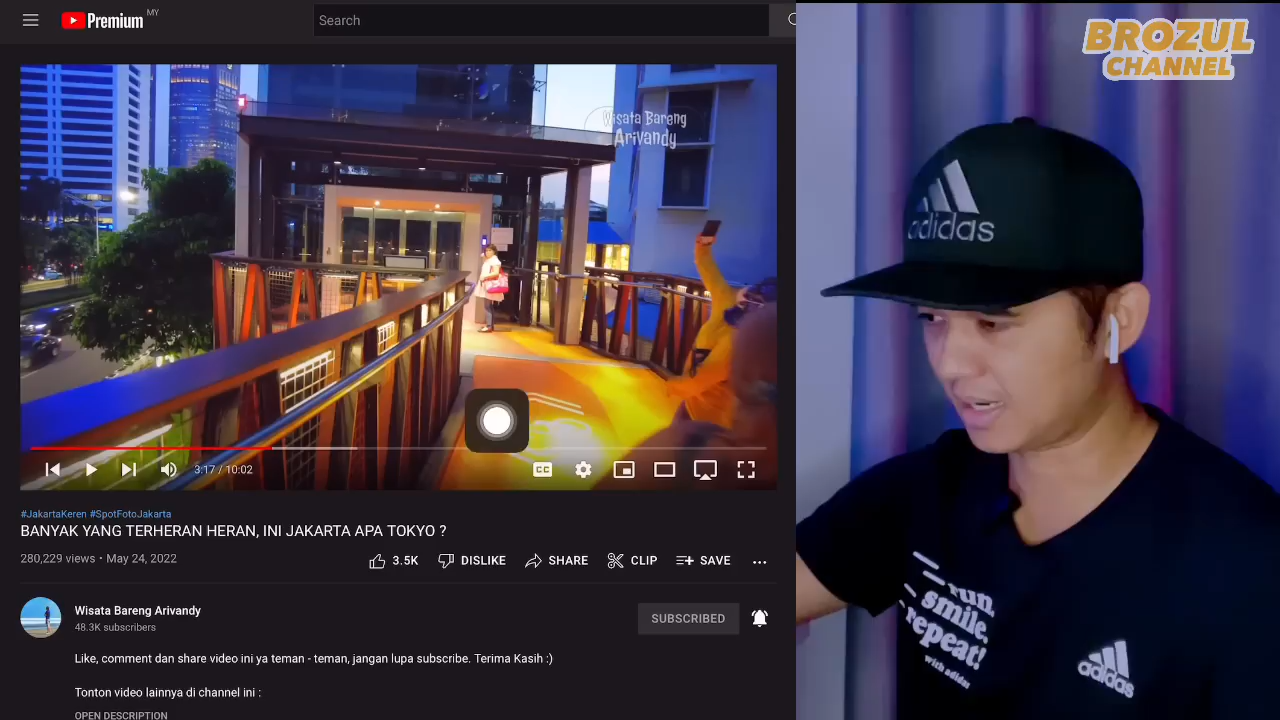 Premium MY
Search
BROZUL
CHANNEL
Wisata Bareng
Arivandy
adidas
3:17 / 10:02
CC
#JakartaKeren #SpotFotoJakarta
BANYAK YANG TERHERAN HERAN, INI JAKARTA APA TOKYO ?
280,229 views • May 24, 2022
3.5K
DISLIKE
SHARE
CLIP
SAVE
Wisata Bareng Arivandy
48.3K subscribers
SUBSCRIBED
Like, comment dan share video ini ya teman - teman, jangan lupa subscribe. Terima Kasih :)
Tonton video lainnya di channel ini :
OPEN DESCRIPTION
run,
smile,
repeat!
with adidas
adidas